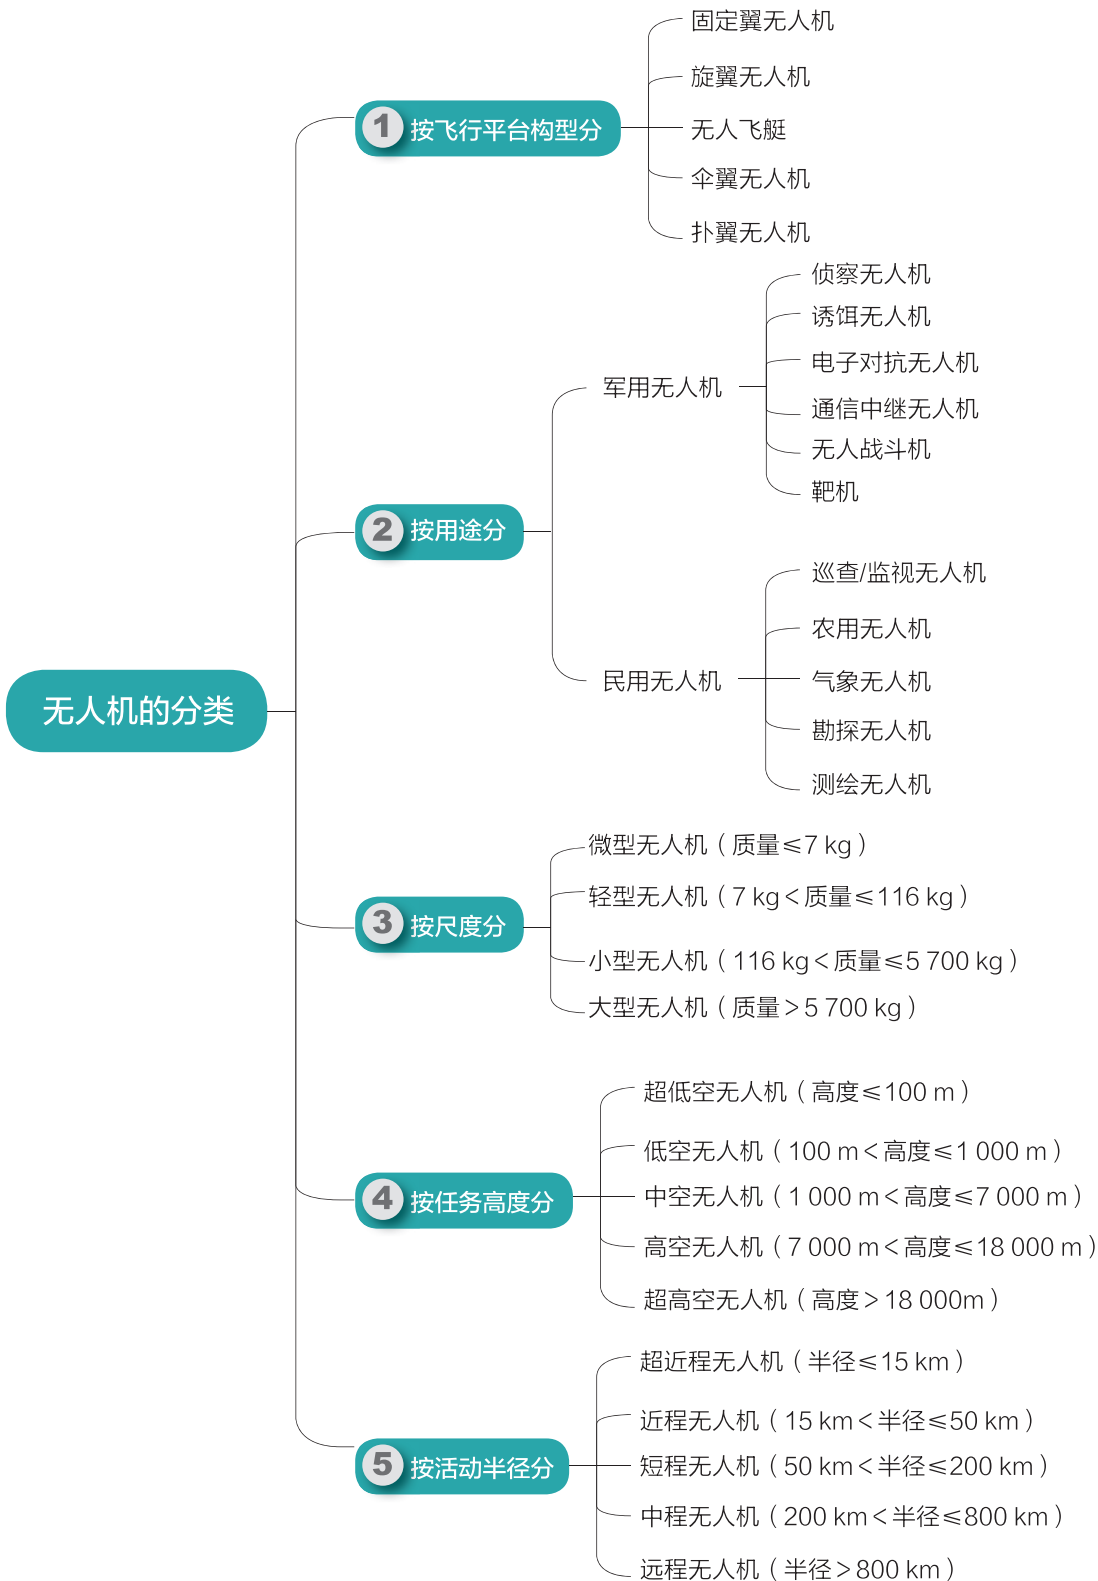 无人机的分类
1 按飞行平台构型分
固定翼无人机
旋翼无人机
无人飞艇
伞翼无人机
扑翼无人机
2 按用途分
军用无人机
侦察无人机
诱饵无人机
电子对抗无人机
通信中继无人机
无人战斗机
靶机
民用无人机
巡查/监视无人机
农用无人机
气象无人机
勘探无人机
测绘无人机
3 按尺度分
微型无人机（质量≤7 kg）
轻型无人机（7 kg＜质量≤116 kg）
小型无人机（116 kg＜质量≤5 700 kg）
大型无人机（质量＞5 700 kg）
4 按任务高度分
超低空无人机（高度≤100 m）
低空无人机（100 m＜高度≤1 000 m）
中空无人机（1 000 m＜高度≤7 000 m）
高空无人机（7 000 m＜高度≤18 000 m）
超高空无人机（高度＞18 000m）
5 按活动半径分
超近程无人机（半径≤15 km）
近程无人机（15 km＜半径≤50 km）
短程无人机（50 km＜半径≤200 km）
中程无人机（200 km＜半径≤800 km）
远程无人机（半径＞800 km）